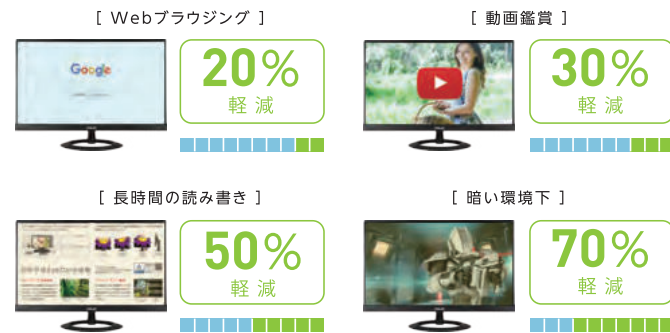 [ Webブラウジング ]
Google
20%
軽減
[ 動画鑑賞 ]
30%
軽減
[ 長時間の読み書き ]
50%
軽減
[ 暗い環境下 ]
70%
軽減